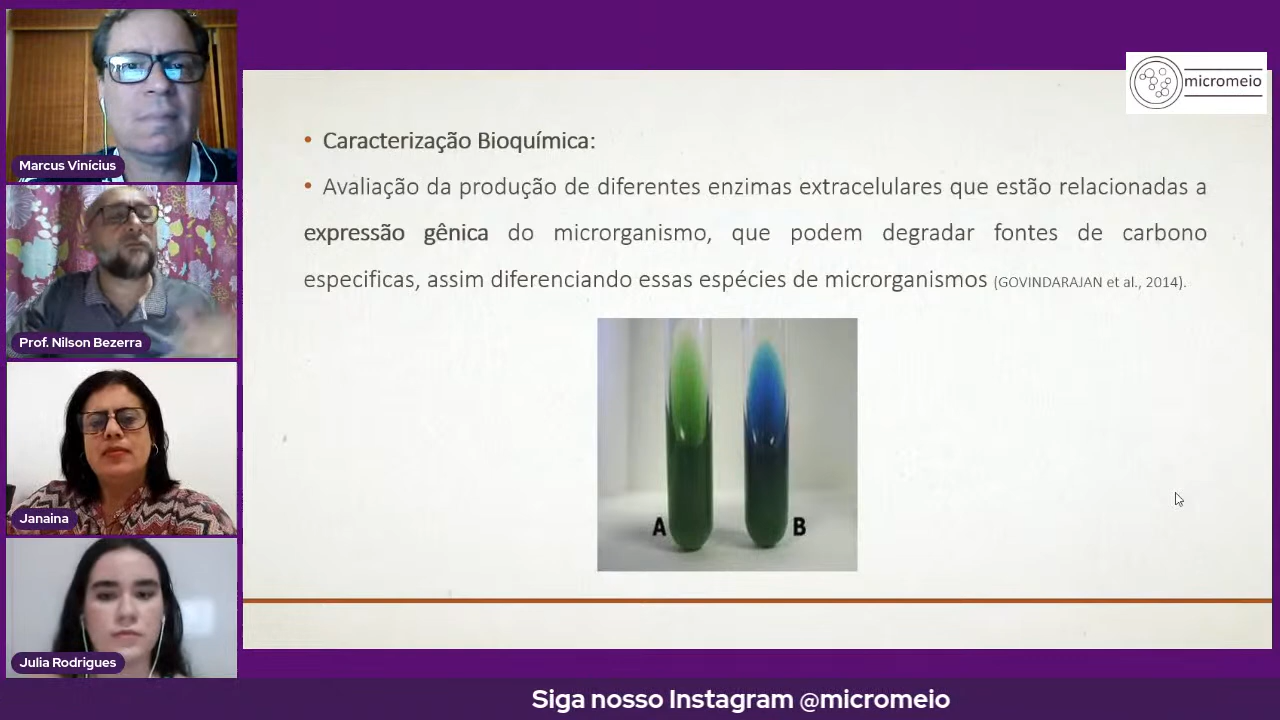 Marcus Vinícius
Prof. Nilson Bezerra
Janaina
Julia Rodrigues
micromeio
• Caracterização Bioquímica:
• Avaliação da produção de diferentes enzimas extracelulares que estão relacionadas a
expressão gênica do microrganismo, que podem degradar fontes de carbono
especificas, assim diferenciando essas espécies de microrganismos (GOVINDARAJAN et al., 2014).
A B
Siga nosso Instagram @micromeio